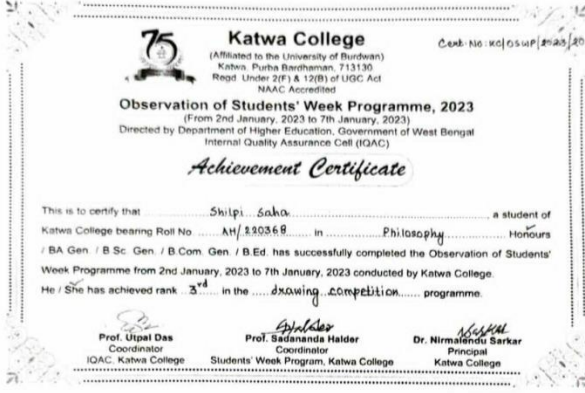 75
Katwa College
Cert. No: KC/OSWP/2023/20
(Affiliated to the University of Burdwan)
Katwa, Purba Bardhaman, 713130
Regd. Under 2(F) & 12(B) of UGC Act
NAAC Accredited
Observation of Students' Week Programme, 2023
(From 2nd January, 2023 to 7th January, 2023)
Directed by Department of Higher Education, Government of West Bengal
Internal Quality Assurance Cell (IQAC)
Achievement Certificate
This is to certify that Shilpi Saha a student of
Katwa College bearing Roll No AH/220368 in Philosophy Honours
/ BA Gen. / B.Sc. Gen. / B.Com. Gen. / B.Ed. has successfully completed the Observation of Students'
Week Programme from 2nd January, 2023 to 7th January, 2023 conducted by Katwa College.
He / She has achieved rank 3rd in the drawing competition programme.
Prof. Utpal Das
Coordinator
IQAC, Katwa College
Prof. Sadananda Halder
Coordinator
Students' Week Program, Katwa College
Dr. Nirmalendu Sarkar
Principal
Katwa College